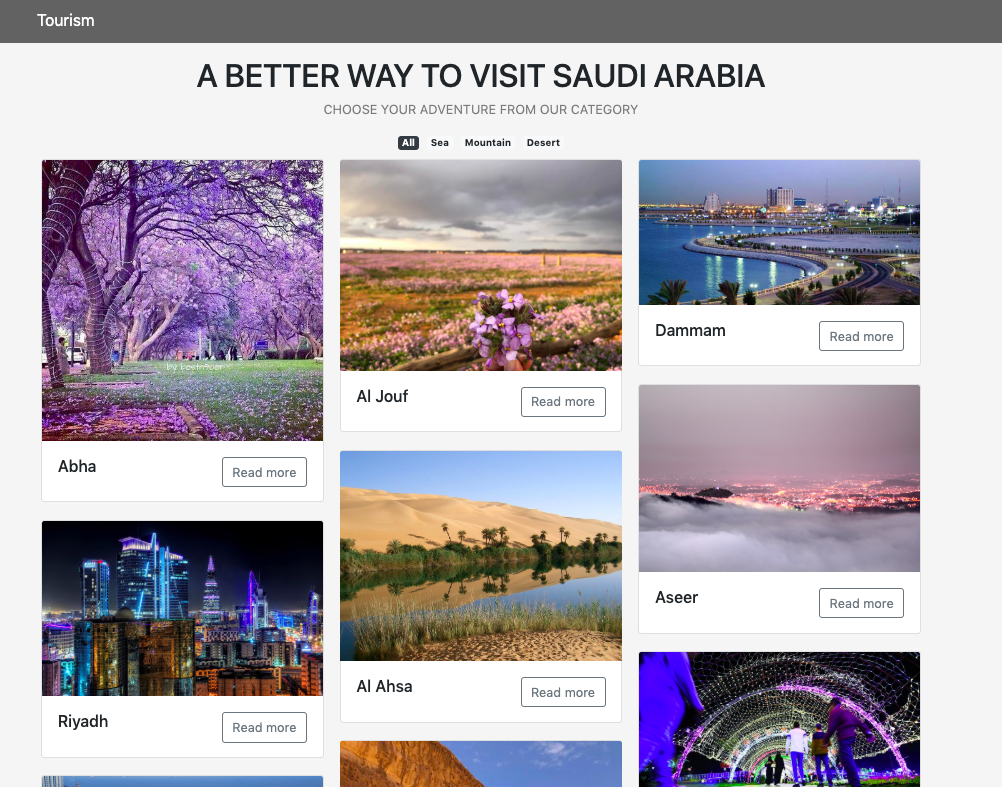 Tourism
A BETTER WAY TO VISIT SAUDI ARABIA
CHOOSE YOUR ADVENTURE FROM OUR CATEGORY
All Sea Mountain Desert
Abha
Read more
Al Jouf
Read more
Dammam
Read more
Aseer
Read more
Riyadh
Read more
Al Ahsa
Read more